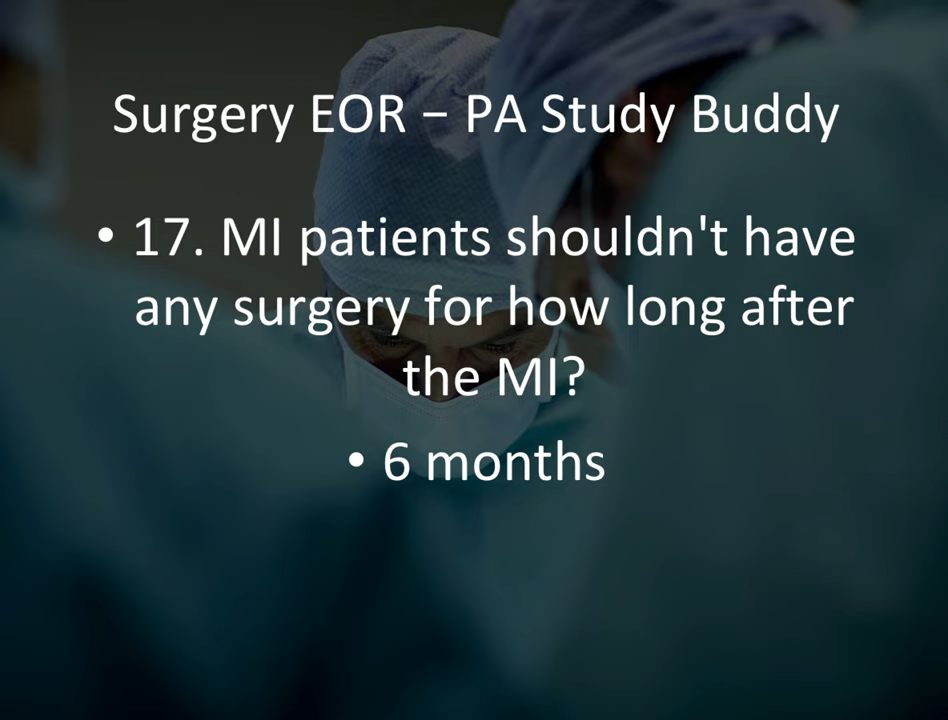 Surgery EOR – PA Study Buddy
• 17. MI patients shouldn't have
any surgery for how long after
the MI?
• 6 months